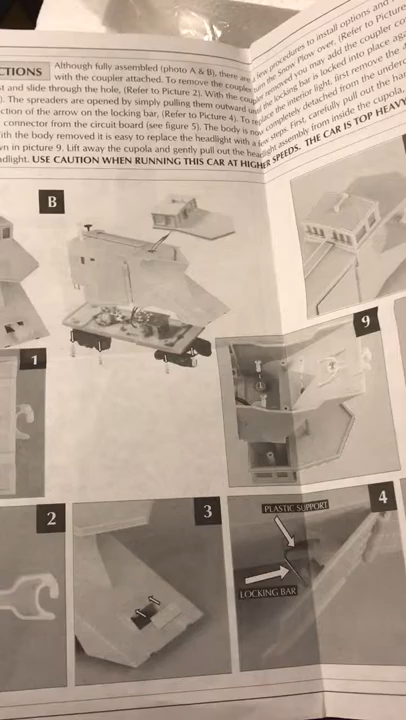 CTIONS
Although fully assembled (photo A & B), there are a few procedures to install options and
with the coupler attached. To remove the coupler turn the Snow Plow over, (Refer to Picture
t and slide through the hole, (Refer to Picture 2). With the coupler removed you may add the coupler
). The spreaders are opened by simply pulling them outward the locking bar is locked into place
ction of the arrow on the locking bar, (Refer to Picture 4). To replace the interior light, first remove the
connector from the circuit board (see figure 5). The body is now completely detached from the
ith the body removed it is easy to replace the headlight with a few steps. First, carefully pull out the
wn in picture 9. Lift away the cupola and gently pull out the headlight assembly from inside the cupola,
adlight. USE CAUTION WHEN RUNNING THIS CAR AT HIGHER SPEEDS. THE CAR IS TOP HEAVY
B
1
9
2
3
4
PLASTIC SUPPORT
LOCKING BAR